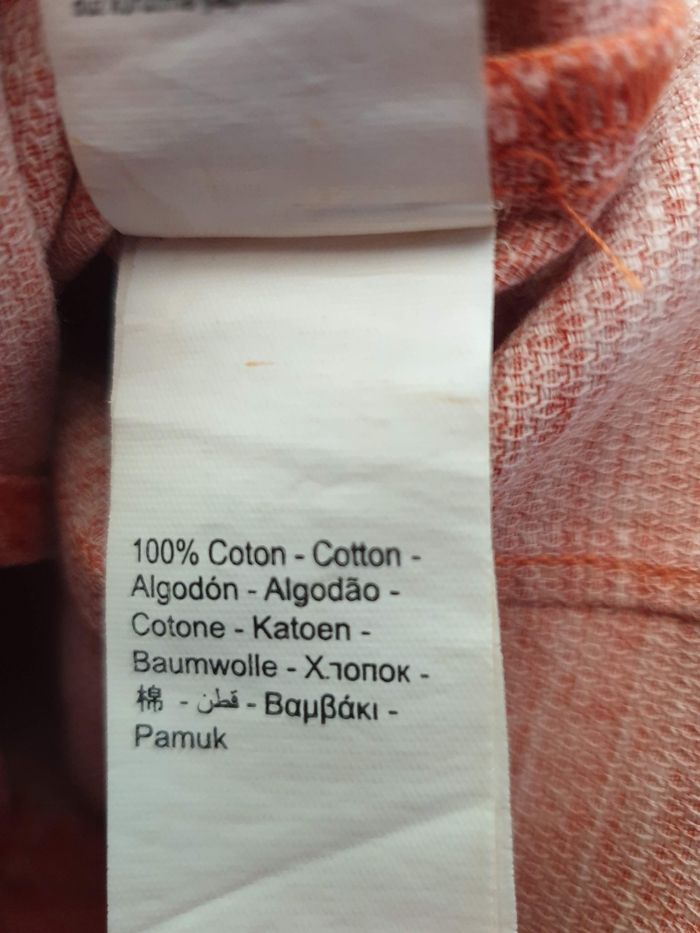 100% Coton - Cotton -
Algodón - Algodão -
Cotone - Katoen -
Baumwolle - Хлопок -
棉 - قطن - Βαμβάκι -
Pamuk